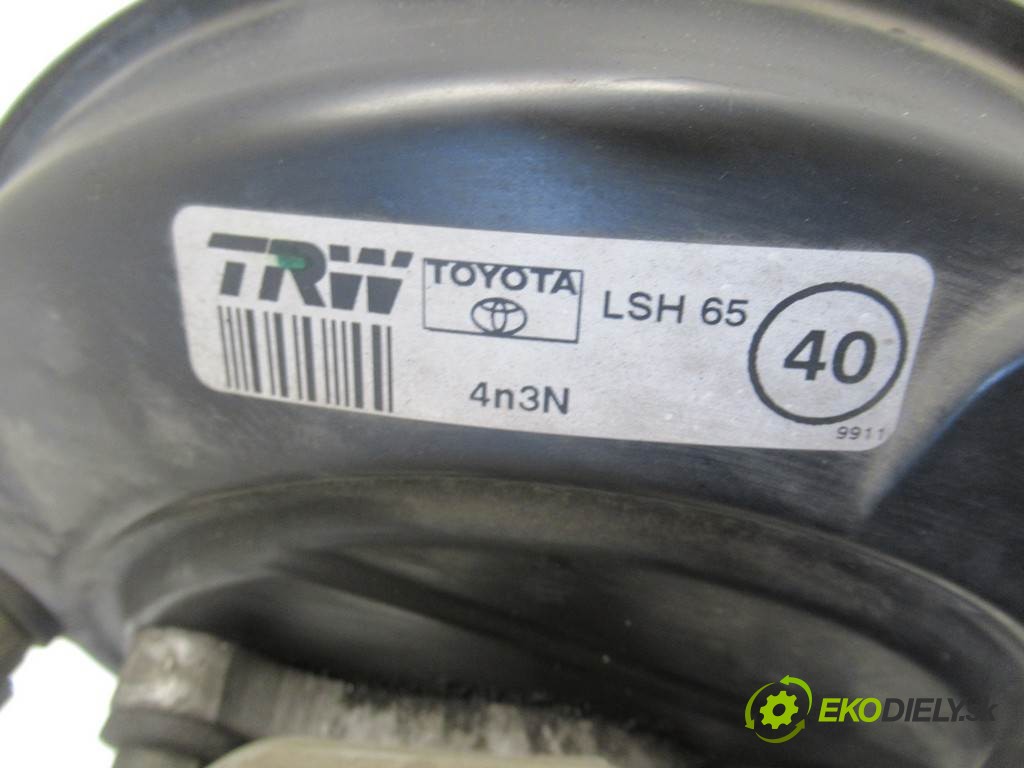 TRW
TOYOTA
LSH 65
40
4n3N
9911
EKODIELY.sk